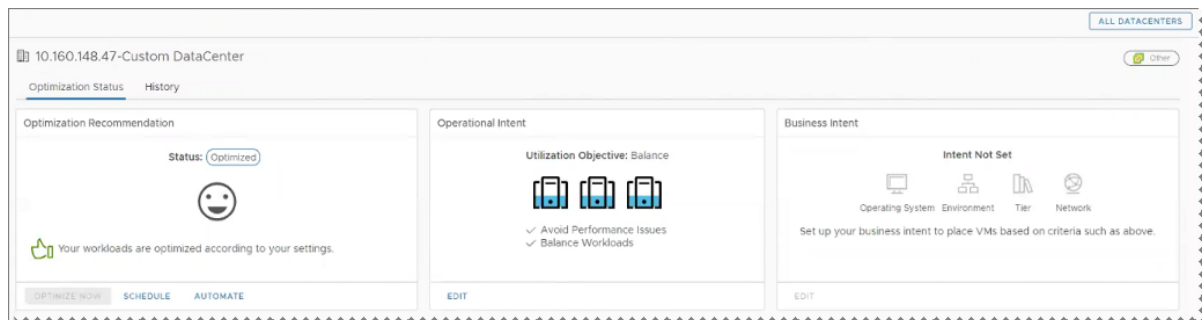 ALL DATACENTERS
10.160.148.47-Custom DataCenter
Other
Optimization Status History
Optimization Recommendation
Status: Optimized
Your workloads are optimized according to your settings.
OPTIMIZE NOW SCHEDULE AUTOMATE
Operational Intent
Utilization Objective: Balance
Avoid Performance Issues
Balance Workloads
EDIT
Business Intent
Intent Not Set
Operating System Environment Tier Network
Set up your business intent to place VMs based on criteria such as above.
EDIT